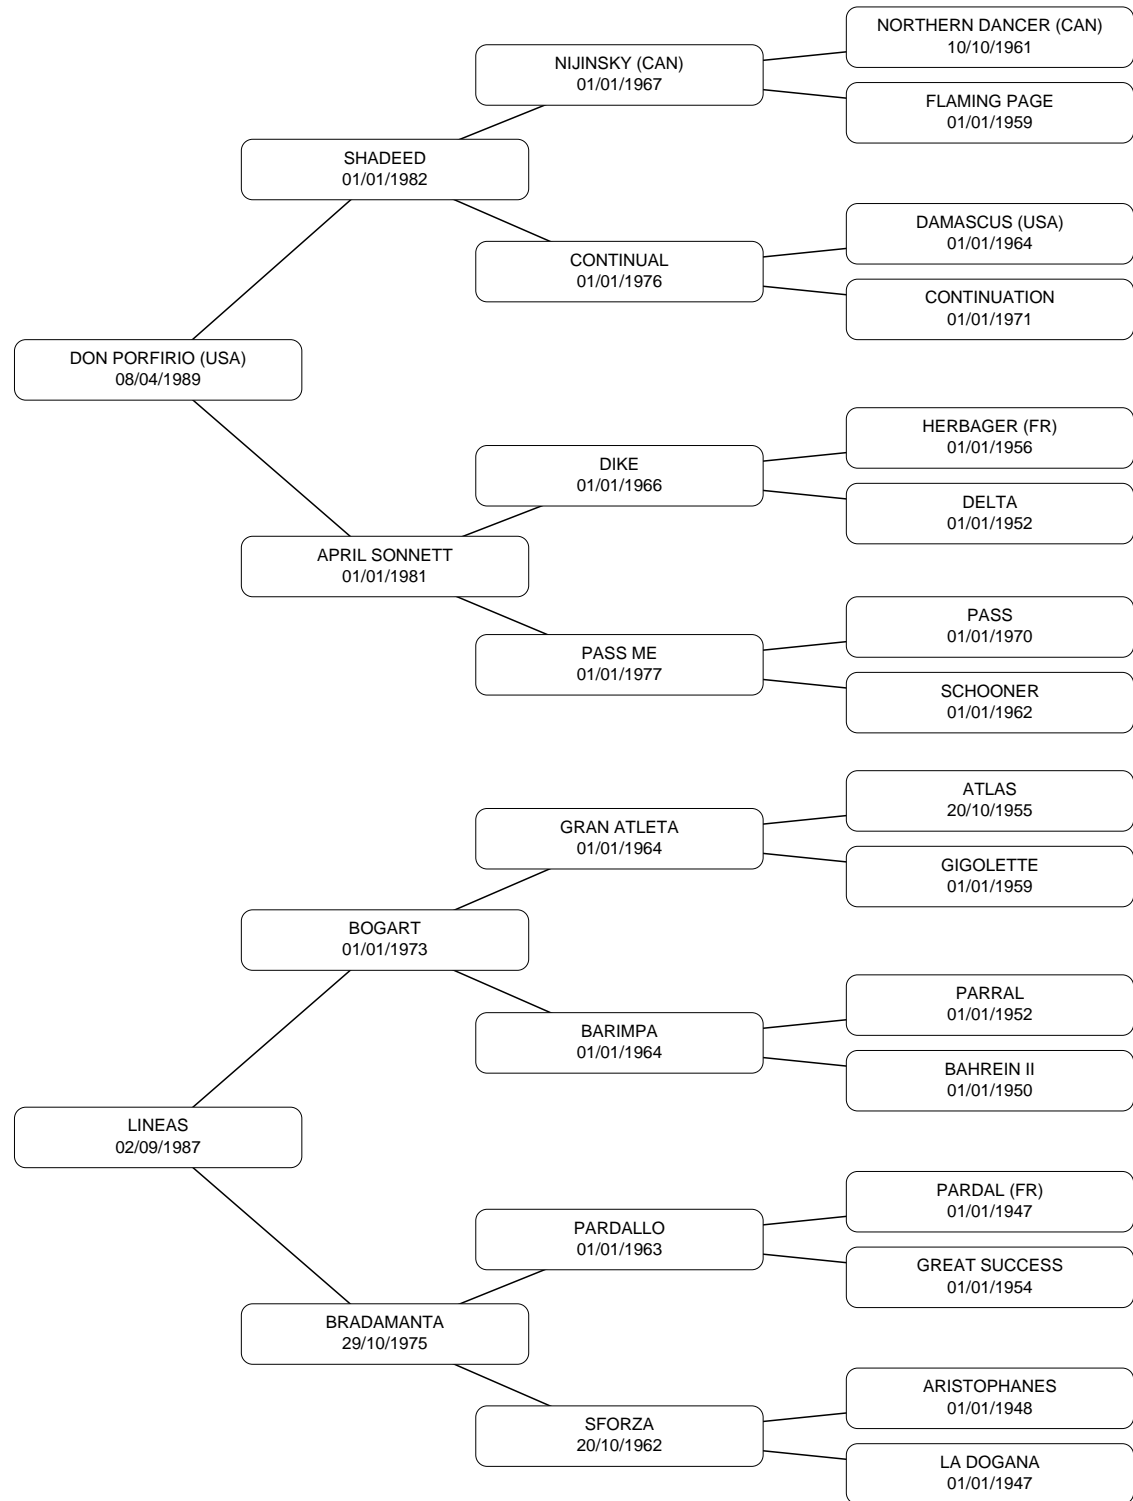 NORTHERN DANCER (CAN)
10/10/1961
NIJINSKY (CAN)
01/01/1967
FLAMING PAGE
01/01/1959
SHADEED
01/01/1982
DAMASCUS (USA)
01/01/1964
CONTINUAL
01/01/1976
CONTINUATION
01/01/1971
DON PORFIRIO (USA)
08/04/1989
HERBAGER (FR)
01/01/1956
DIKE
01/01/1966
DELTA
01/01/1952
APRIL SONNETT
01/01/1981
PASS
01/01/1970
PASS ME
01/01/1977
SCHOONER
01/01/1962
ATLAS
20/10/1955
GRAN ATLETA
01/01/1964
GIGOLETTE
01/01/1959
BOGART
01/01/1973
PARRAL
01/01/1952
BARIMPA
01/01/1964
BAHREIN II
01/01/1950
LINEAS
02/09/1987
PARDAL (FR)
01/01/1947
PARDALLO
01/01/1963
GREAT SUCCESS
01/01/1954
BRADAMANTA
29/10/1975
ARISTOPHANES
01/01/1948
SFORZA
20/10/1962
LA DOGANA
01/01/1947